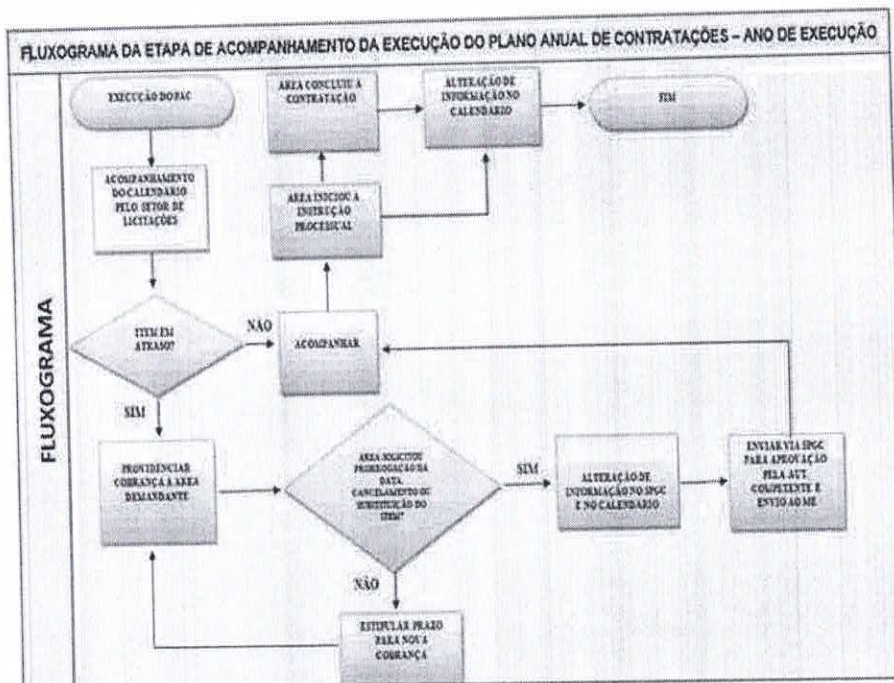 FLUXOGRAMA DA ETAPA DE ACOMPANHAMENTO DA EXECUÇÃO DO PLANO ANUAL DE CONTRATAÇÕES – ANO DE EXECUÇÃO
FLUXOGRAMA
EXECUÇÃO DO PAC
AREA CONCLUIU A
CONTRATAÇÃO
ALTERAÇÃO DE
INFORMAÇÃO NO
CALENDARIO
FIM
ACOMPANHAMENTO
DO CALENDARIO
PELO SETOR DE
LICITAÇÕES
AREA INICIOU A
INSTRUÇÃO
PROCESSUAL
ITEM EM
ATRASO?
NÃO
ACOMPANHAR
SIM
PROVIDENCIAR
COBRANÇA A AREA
DEMANDANTE
AREA SOLICITOU
PRORROGAÇÃO DA
DATA,
CANCELAMENTO OU
SUBSTITUIÇÃO DO
ITEM?
SIM
ALTERAÇÃO DE
INFORMAÇÃO NO SPGC
E NO CALENDARIO
ENVIAR VIA SPGC
PARA APROVAÇÃO
PELA AUT
COMPETENTE E
ENVIO AO ME
NÃO
ESTIPULAR PRAZO
PARA NOVA
COBRANÇA